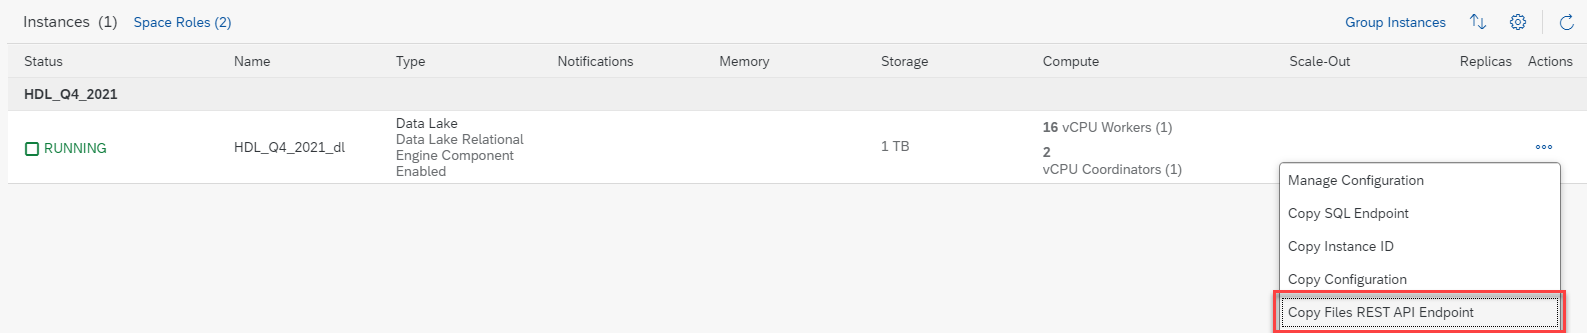 Instances (1) Space Roles (2) Group Instances
Status Name Type Notifications Memory Storage Compute Scale-Out Replicas Actions
HDL_Q4_2021
RUNNING HDL_Q4_2021_dl
Data Lake
Data Lake Relational
Engine Component
Enabled
1 TB
16 vCPU Workers (1)
2
vCPU Coordinators (1)
Manage Configuration
Copy SQL Endpoint
Copy Instance ID
Copy Configuration
Copy Files REST API Endpoint